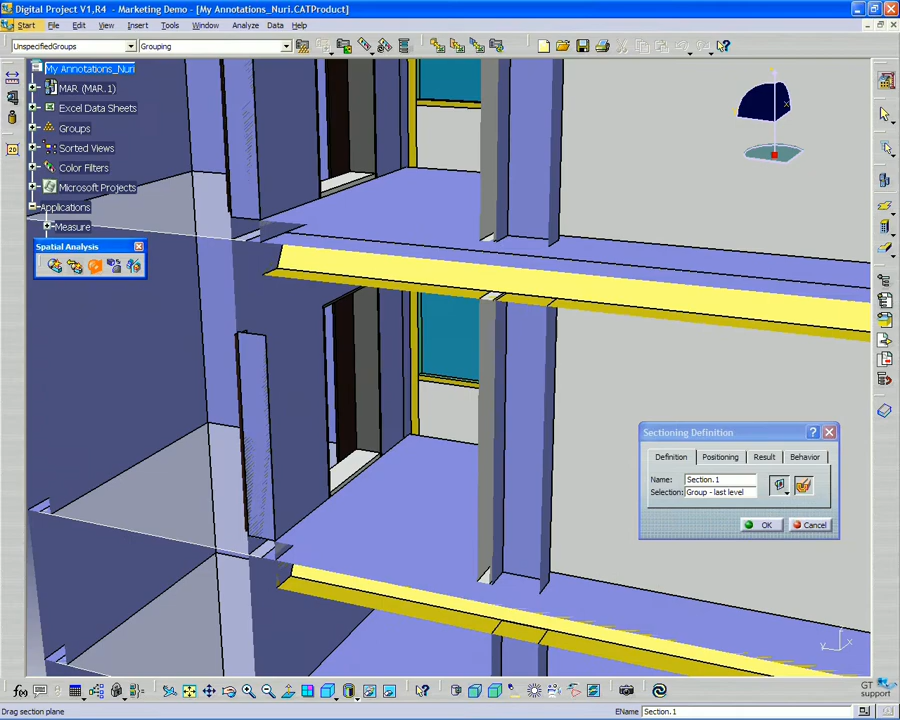 Digital Project V1,R4 - Marketing Demo - [My Annotations_Nuri.CATProduct]
Start File Edit View Insert Tools Window Analyze Data Help
UnspecifiedGroups Grouping
My Annotations_Nuri
MAR (MAR.1)
Excel Data Sheets
Groups
Sorted Views
Color Filters
Microsoft Projects
Applications
Measure
Spatial Analysis
Sectioning Definition
Definition Positioning Result Behavior
Name: Section.1
Selection: Group - last level
OK Cancel
z
x
GT
support
Drag section plane EName Section.1